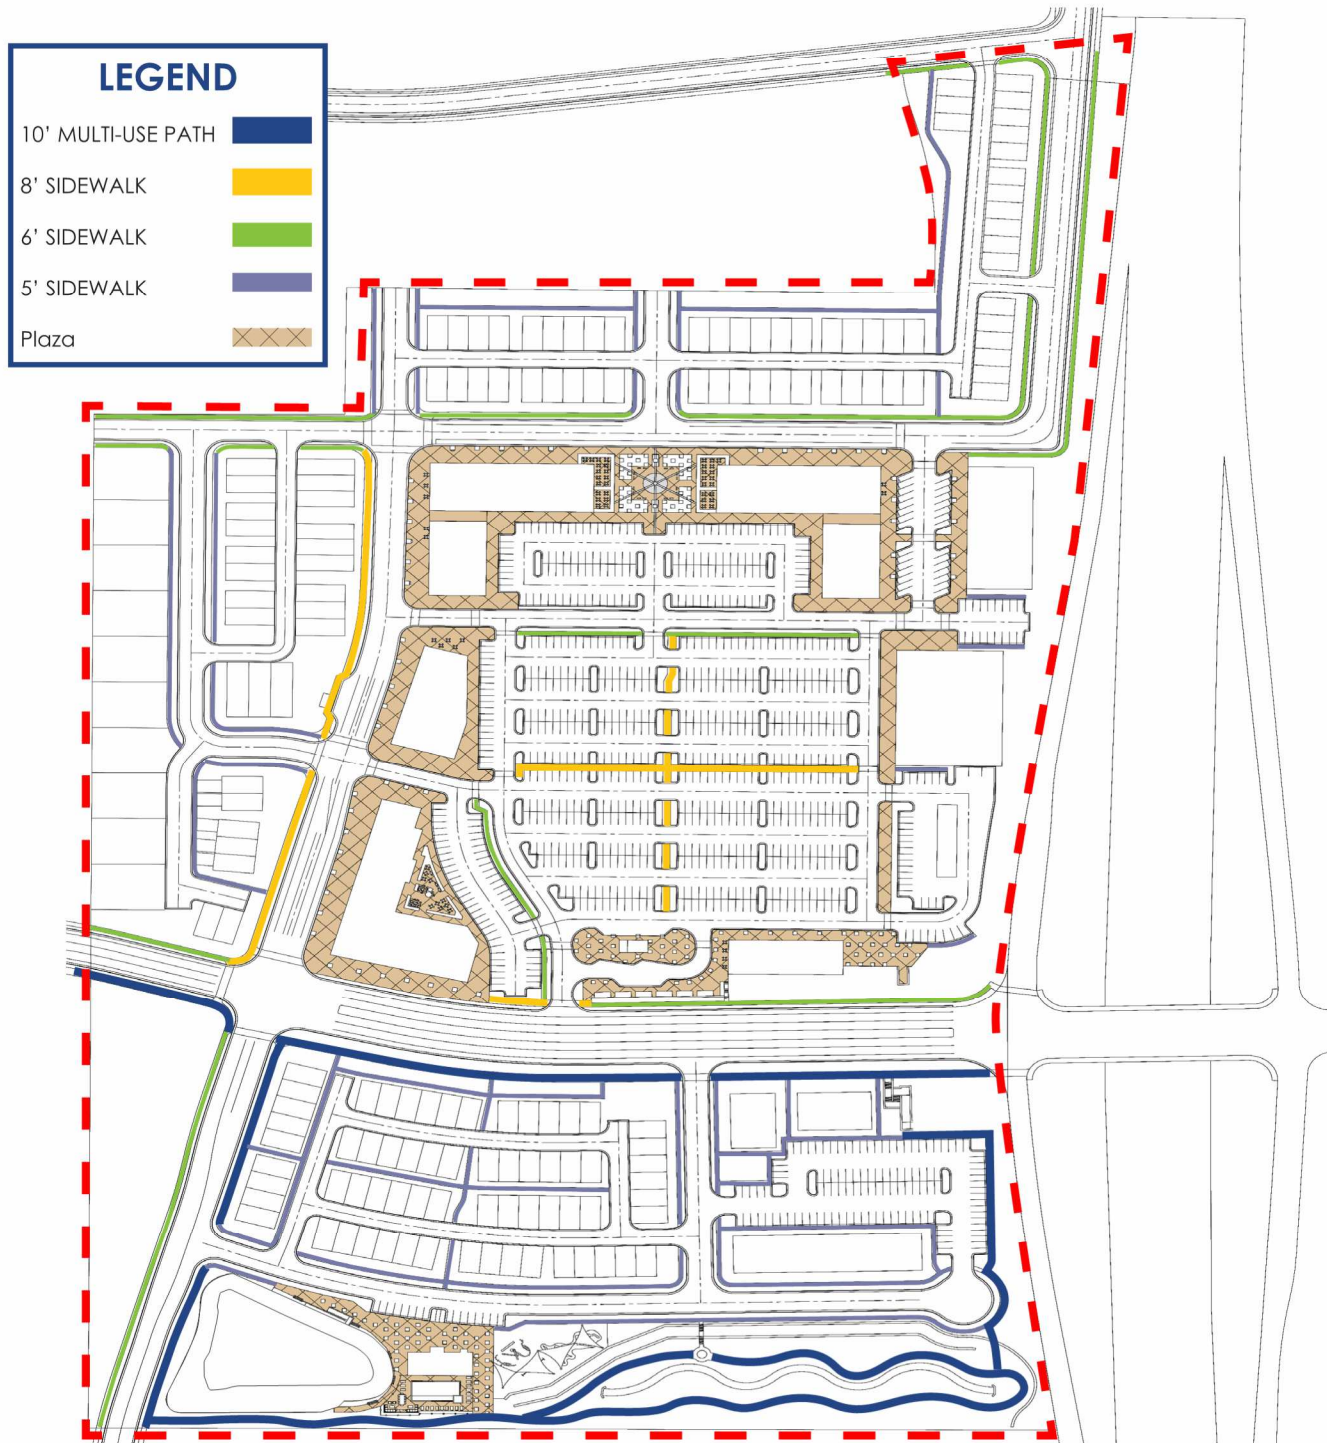 LEGEND
10' MULTI-USE PATH
8' SIDEWALK
6' SIDEWALK
5' SIDEWALK
Plaza